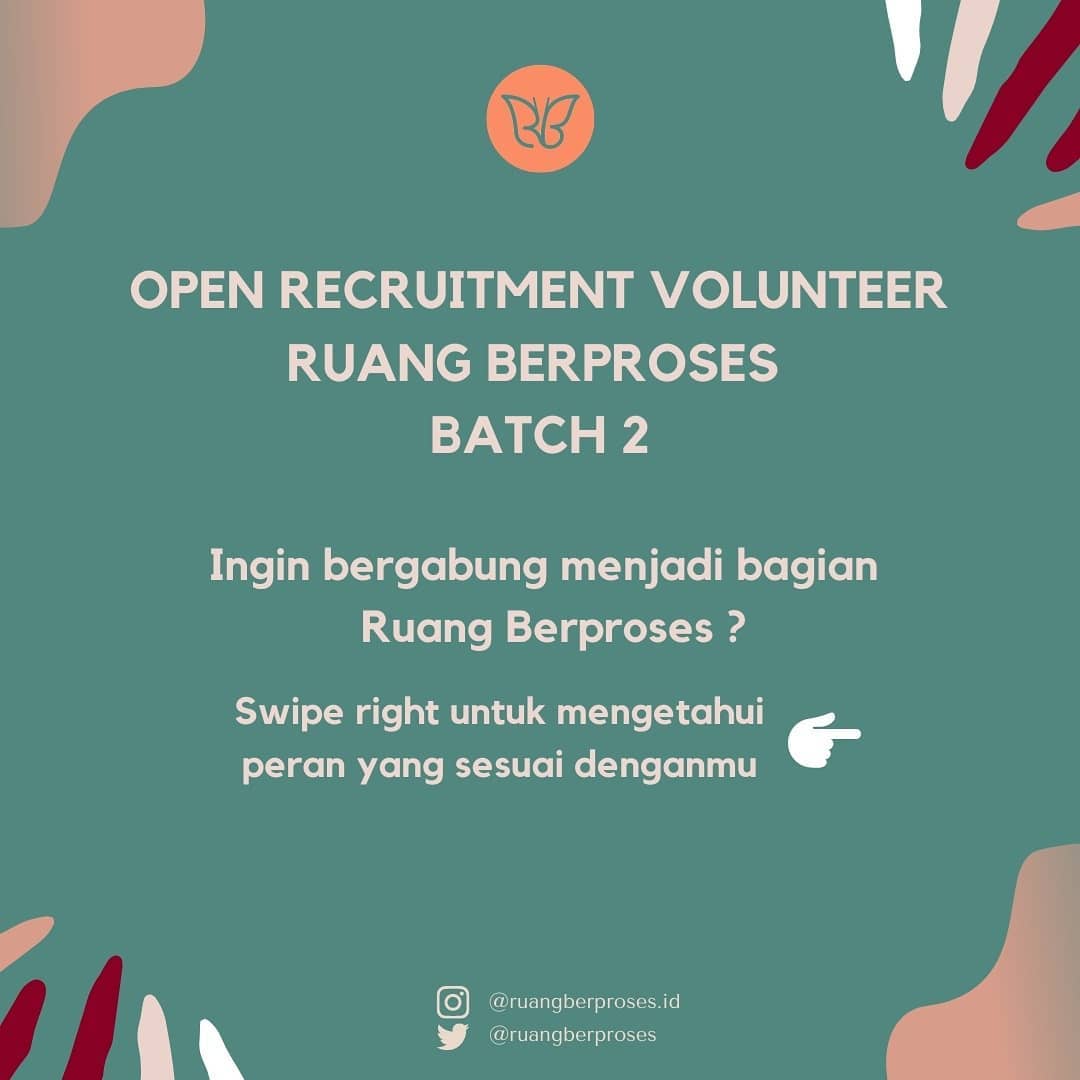 OPEN RECRUITMENT VOLUNTEER
RUANG BERPROSES
BATCH 2
Ingin bergabung menjadi bagian
Ruang Berproses ?
Swipe right untuk mengetahui
peran yang sesuai denganmu
@ruangberproses.id
@ruangberproses